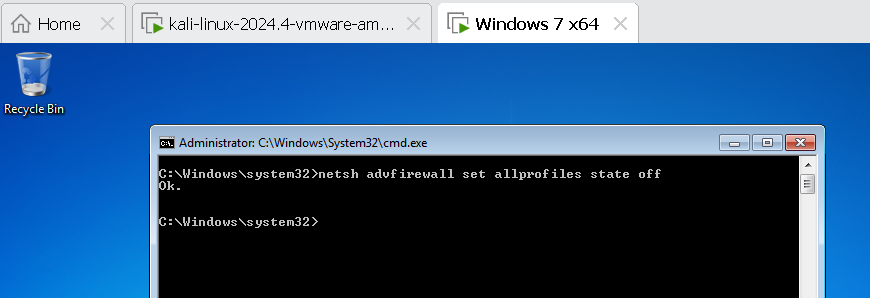 Home
kali-linux-2024.4-vmware-am...
Windows 7 x64
Recycle Bin
Administrator: C:\Windows\System32\cmd.exe
C:\Windows\system32>netsh advfirewall set allprofiles state off
Ok.
C:\Windows\system32>